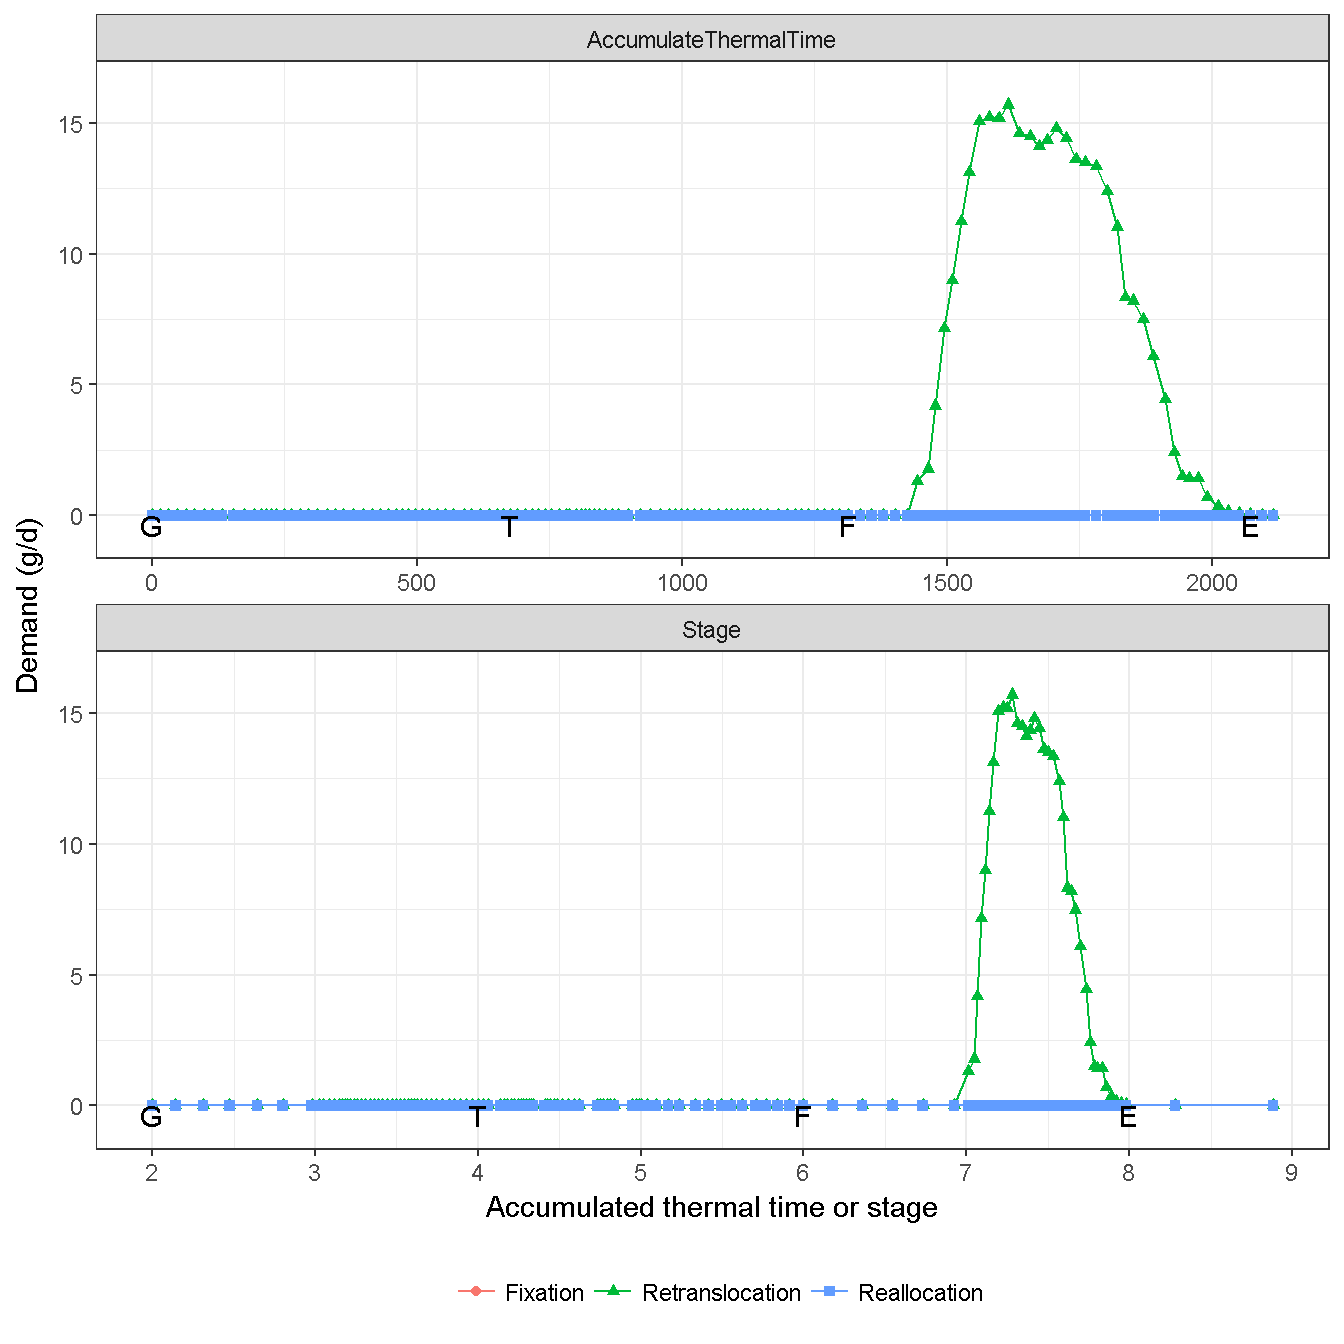 AccumulateThermalTime
15
10
5
0
G T F E
0 500 1000 1500 2000
Demand (g/d)
Stage
15
10
5
0
G T F E
2 3 4 5 6 7 8 9
Accumulated thermal time or stage
Fixation Retranslocation Reallocation